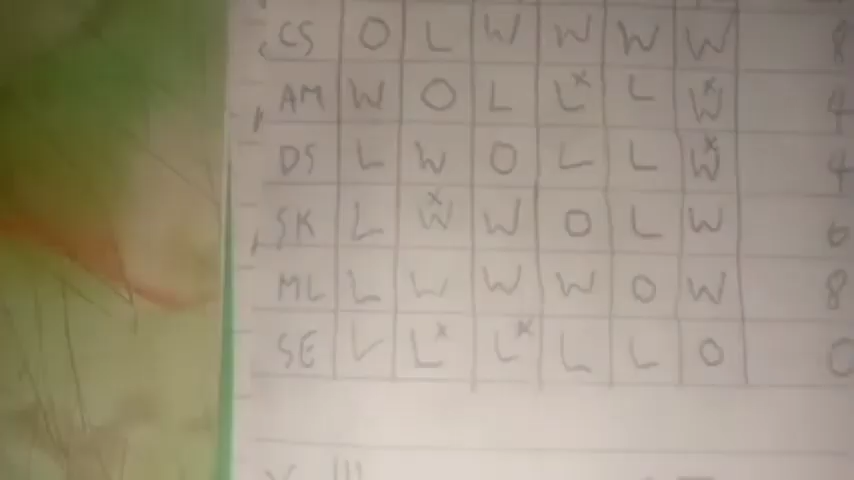 CS O L W W W W 8
AM W O L L* L W* 4
DS L W O L L W* 4
SK L W* W O L W 6
ML L W W W O W 8
SE L L* L* L L O 0